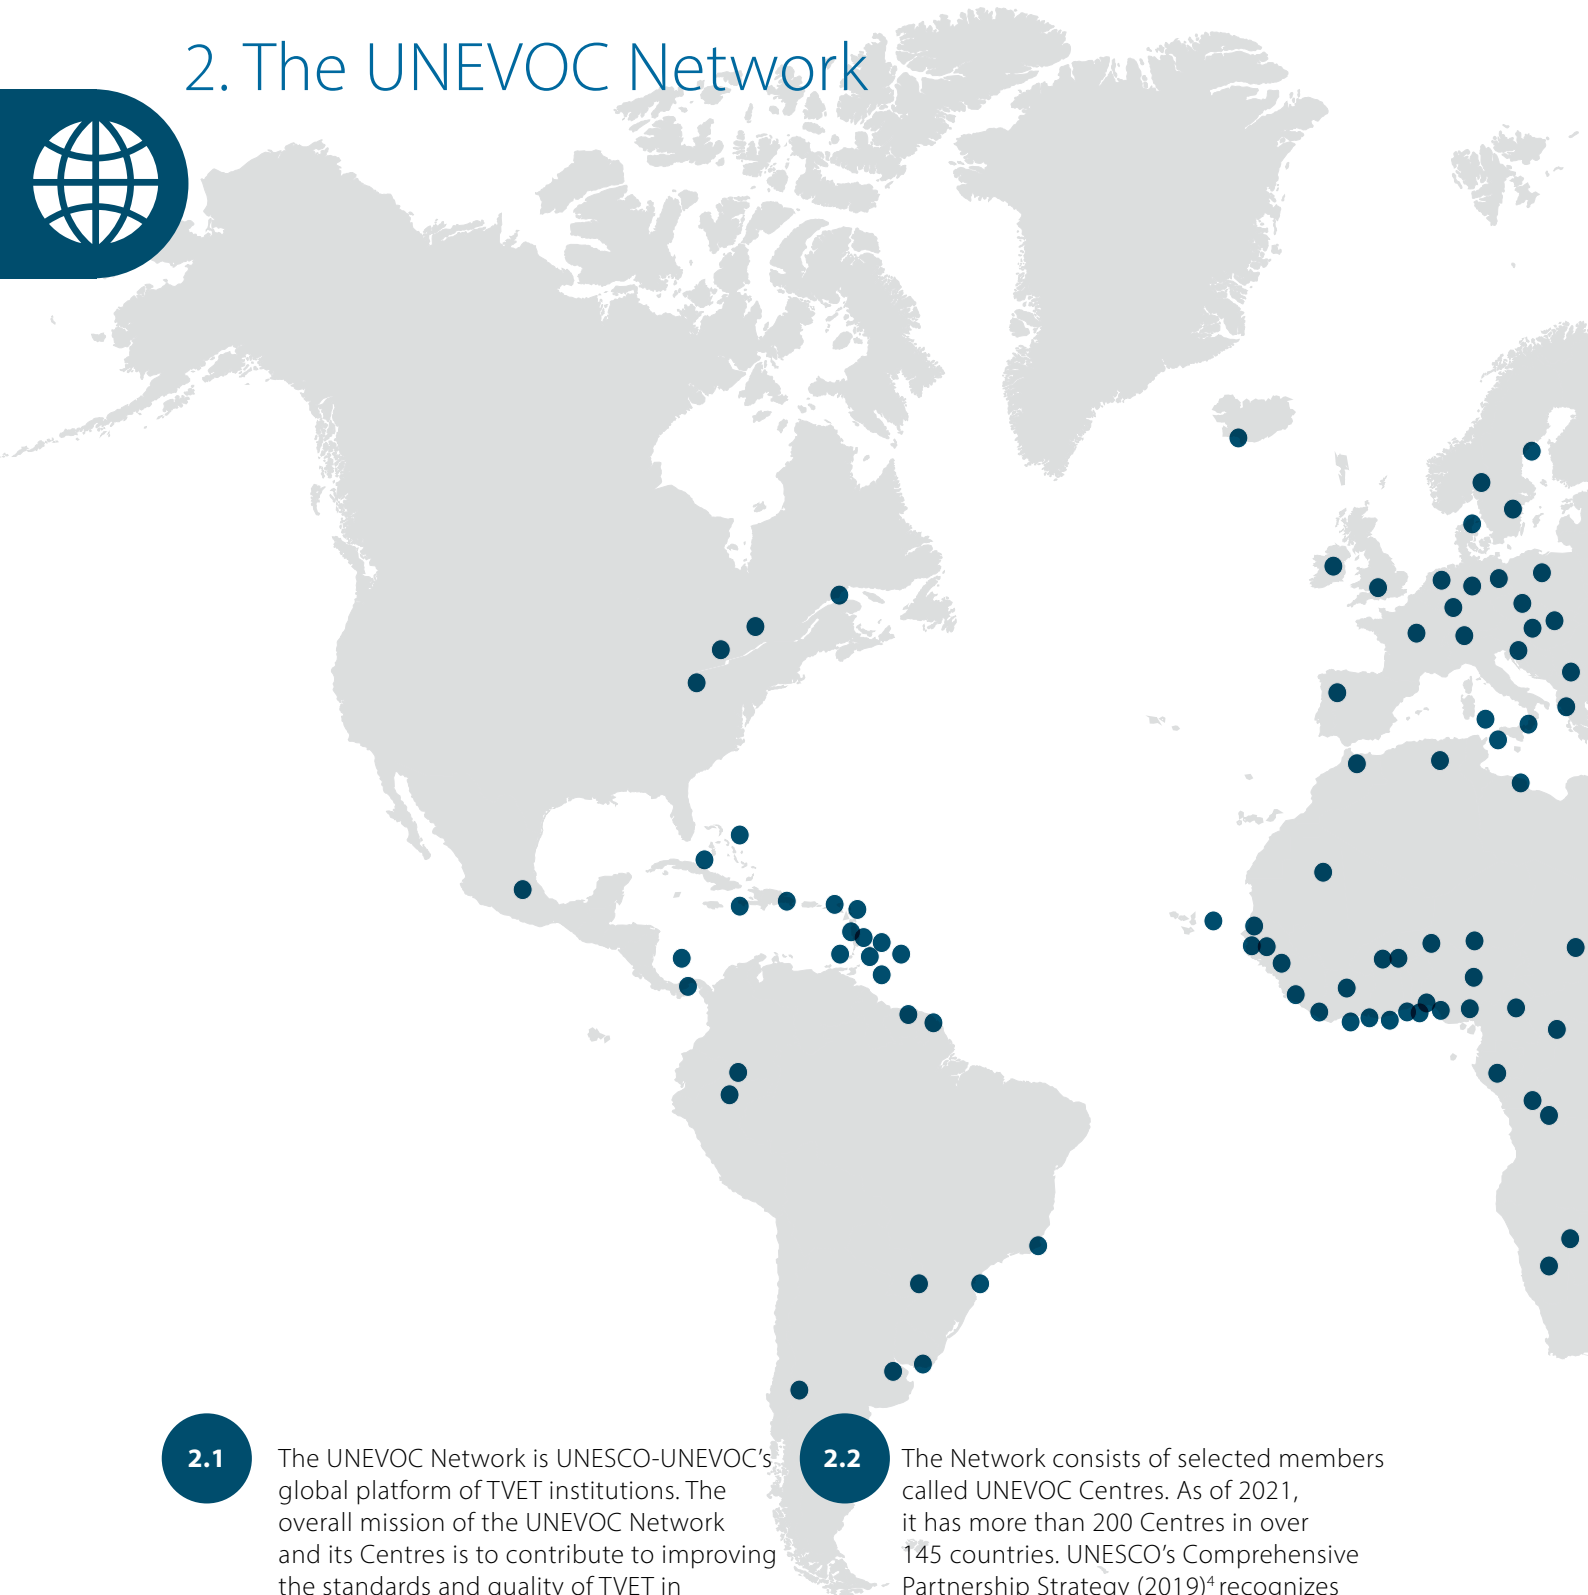 2. The UNEVOC Network
2.1
The UNEVOC Network is UNESCO-UNEVOC’s
global platform of TVET institutions. The
overall mission of the UNEVOC Network
and its Centres is to contribute to improving
the standards and quality of TVET in
2.2
The Network consists of selected members
called UNEVOC Centres. As of 2021,
it has more than 200 Centres in over
145 countries. UNESCO’s Comprehensive
Partnership Strategy (2019)4 recognizes